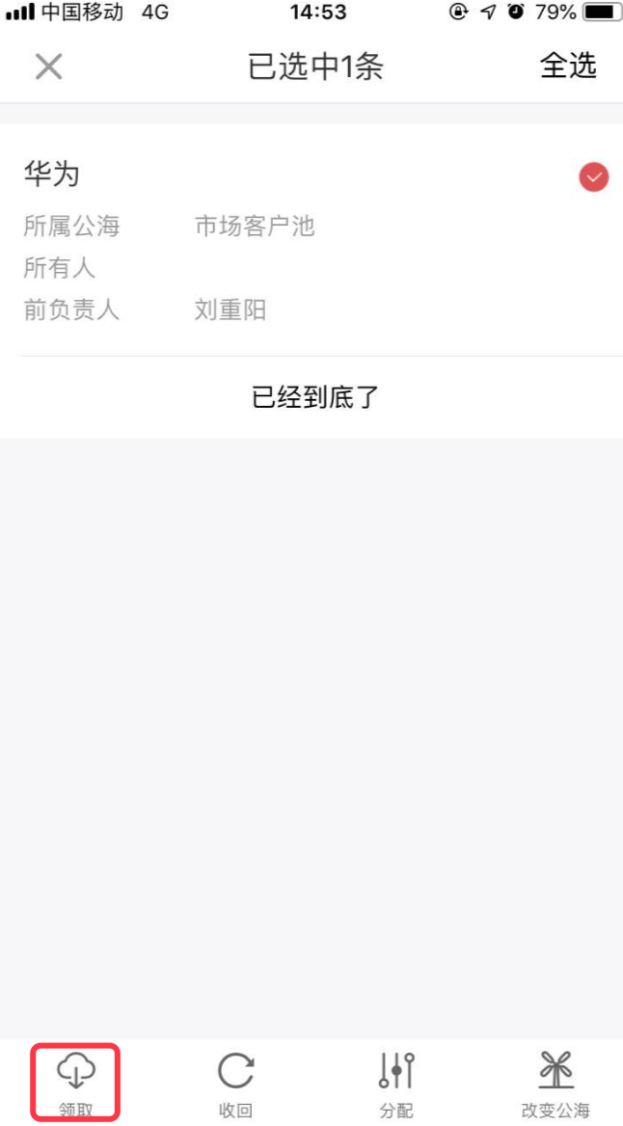 中国移动 4G 14:53 79%
已选中1条 全选
华为
所属公海 市场客户池
所有人
前负责人 刘重阳
已经到底了
领取 收回 分配 改变公海